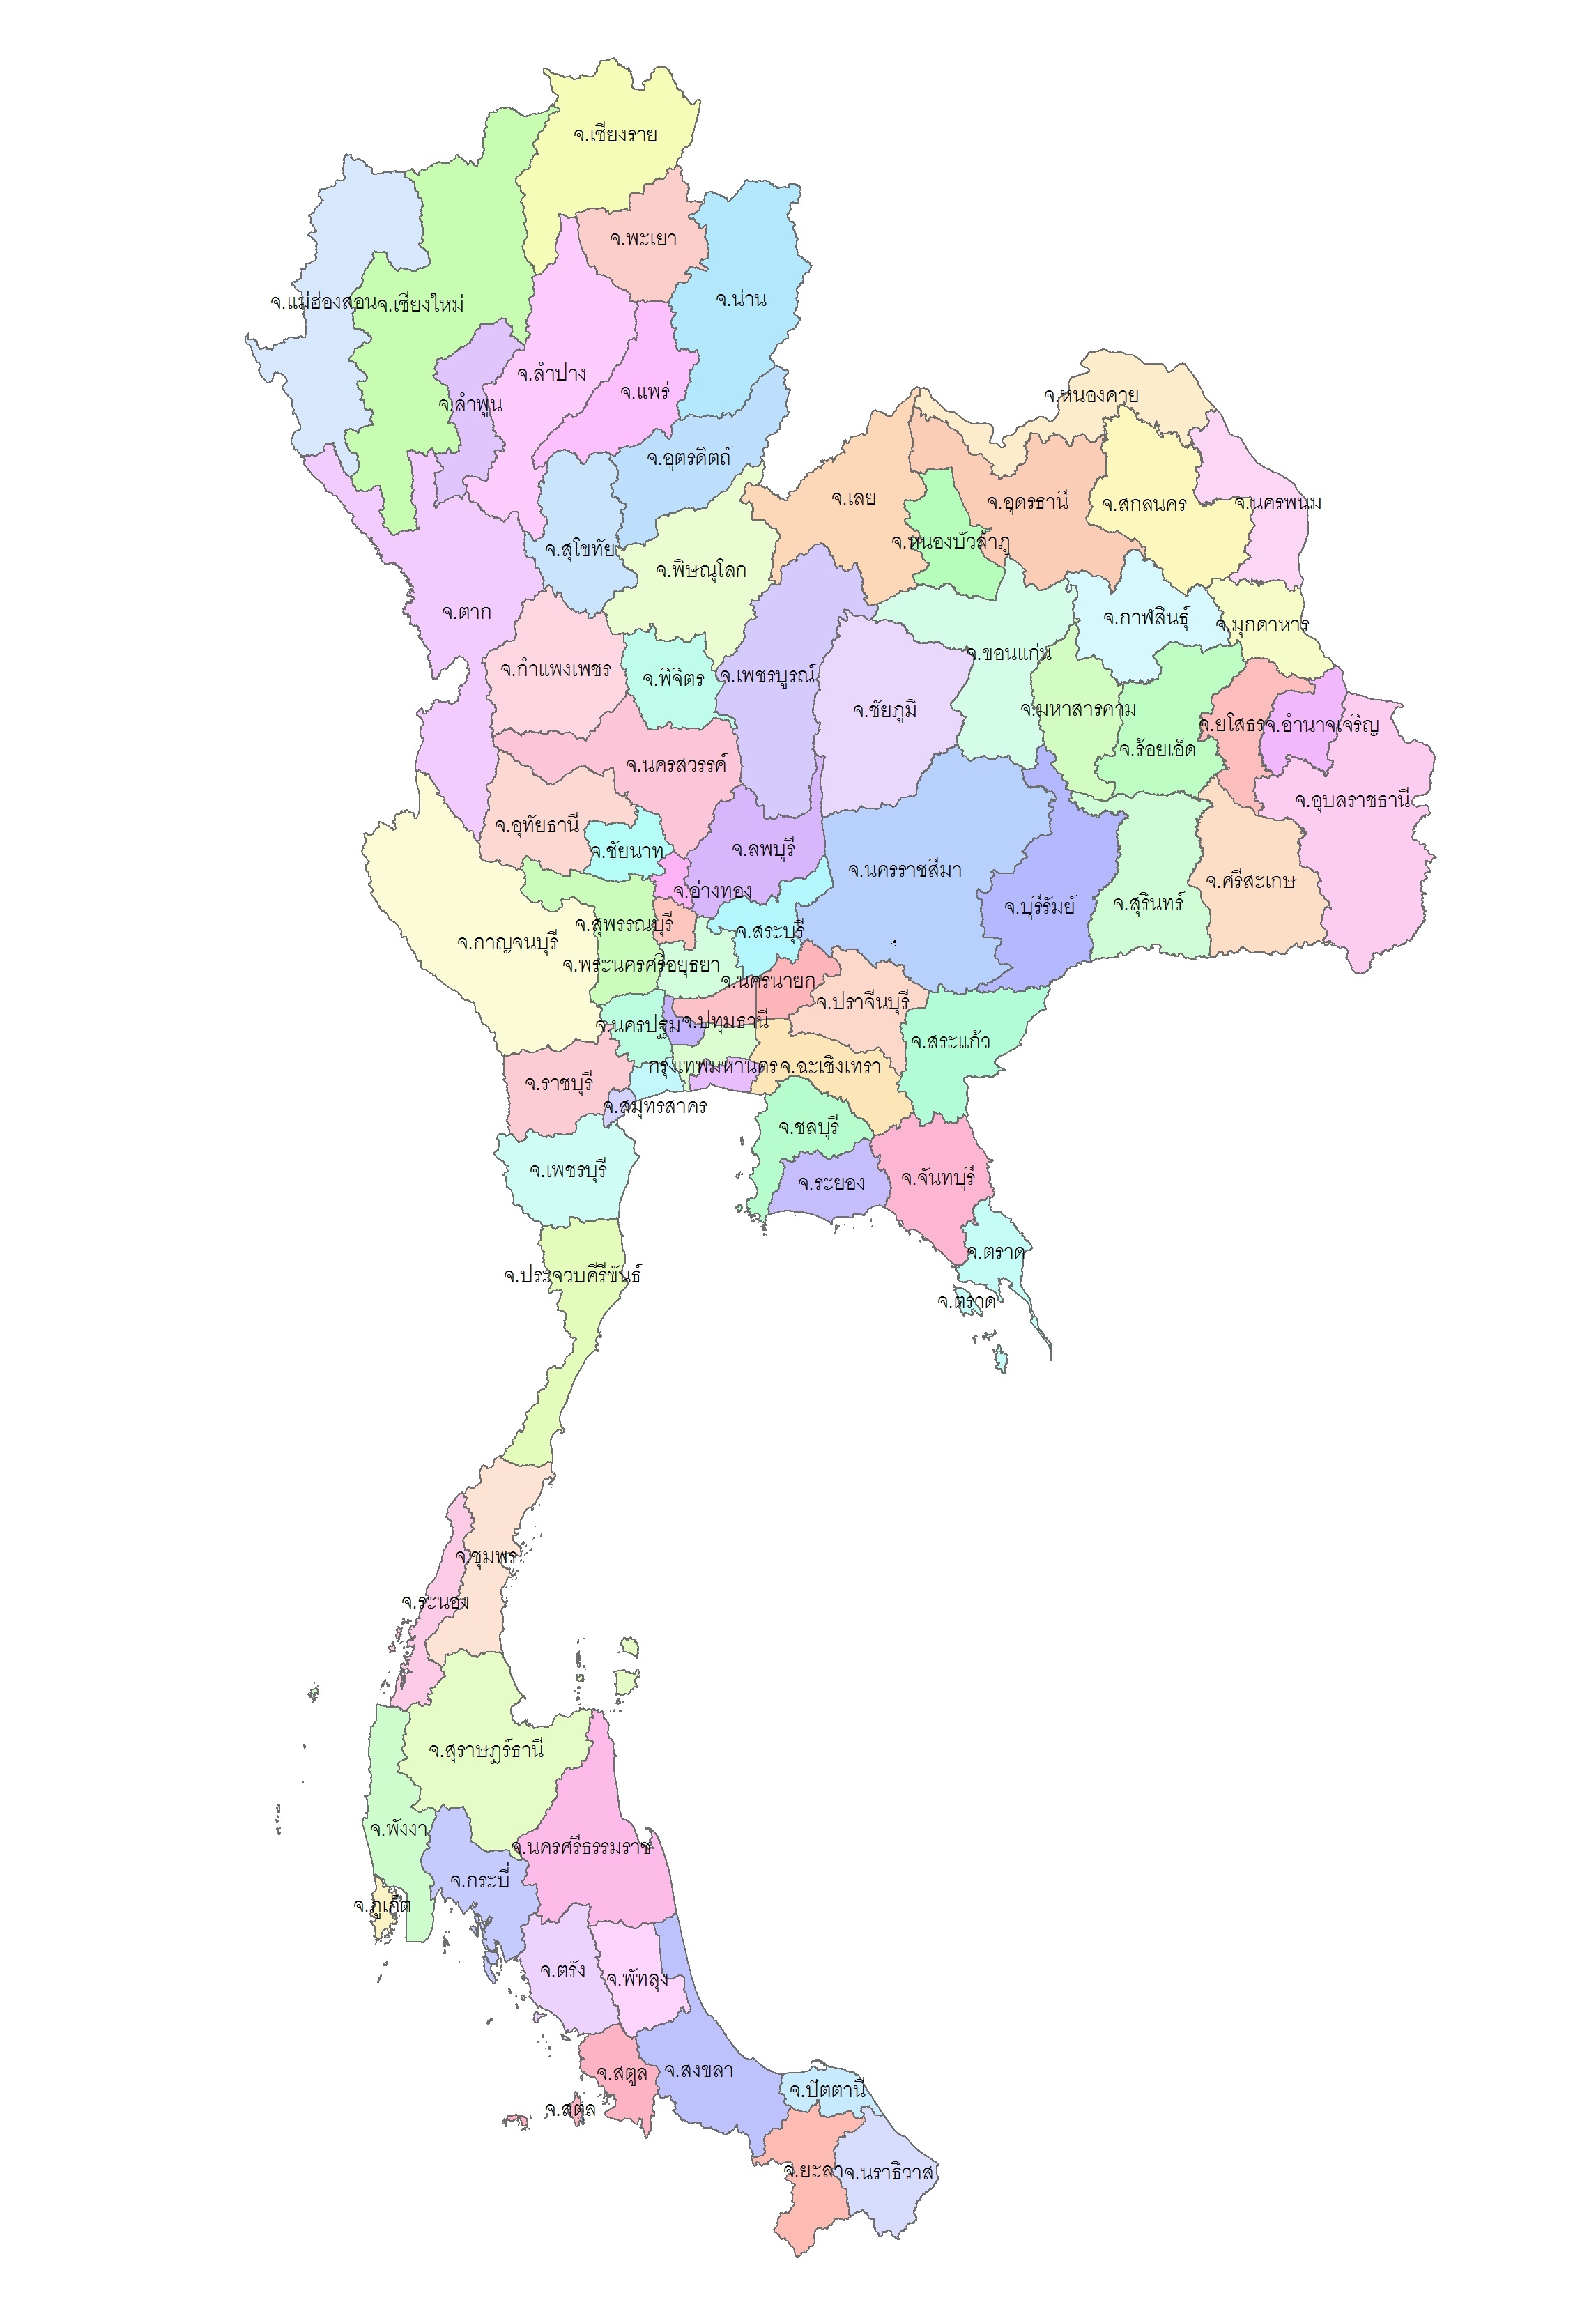 จ.เชียงราย
จ.พะเยา
จ.น่าน
จ.แม่ฮ่องสอน
จ.เชียงใหม่
จ.ลำปาง
จ.แพร่
จ.หนองคาย
จ.ลำพูน
จ.อุตรดิตถ์
จ.เลย
จ.อุดรธานี
จ.สกลนคร
จ.นครพนม
จ.หนองบัวลำภู
จ.สุโขทัย
จ.พิษณุโลก
จ.ตาก
จ.กาฬสินธุ์
จ.มุกดาหาร
จ.ขอนแก่น
จ.กำแพงเพชร
จ.พิจิตร
จ.เพชรบูรณ์
จ.ชัยภูมิ
จ.มหาสารคาม
จ.ยโสธร
จ.อำนาจเจริญ
จ.ร้อยเอ็ด
จ.นครสวรรค์
จ.อุบลราชธานี
จ.อุทัยธานี
จ.ชัยนาท
จ.ลพบุรี
จ.นครราชสีมา
จ.ศรีสะเกษ
จ.อ่างทอง
จ.บุรีรัมย์
จ.สุรินทร์
จ.สุพรรณบุรี
จ.สระบุรี
จ.กาญจนบุรี
จ.พระนครศรีอยุธยา
จ.นครนายก
จ.ปราจีนบุรี
จ.นครปฐม
จ.ปทุมธานี
จ.สระแก้ว
กรุงเทพมหานคร
จ.ฉะเชิงเทรา
จ.ราชบุรี
จ.สมุทรสาคร
จ.ชลบุรี
จ.เพชรบุรี
จ.ระยอง
จ.จันทบุรี
จ.ตราด
จ.ประจวบคีรีขันธ์
จ.ตราด
จ.ชุมพร
จ.ระนอง
จ.สุราษฎร์ธานี
จ.พังงา
จ.นครศรีธรรมราช
จ.กระบี่
จ.ภูเก็ต
จ.ตรัง
จ.พัทลุง
จ.สตูล
จ.สงขลา
จ.ปัตตานี
จ.สตูล
จ.ยะลา
จ.นราธิวาส